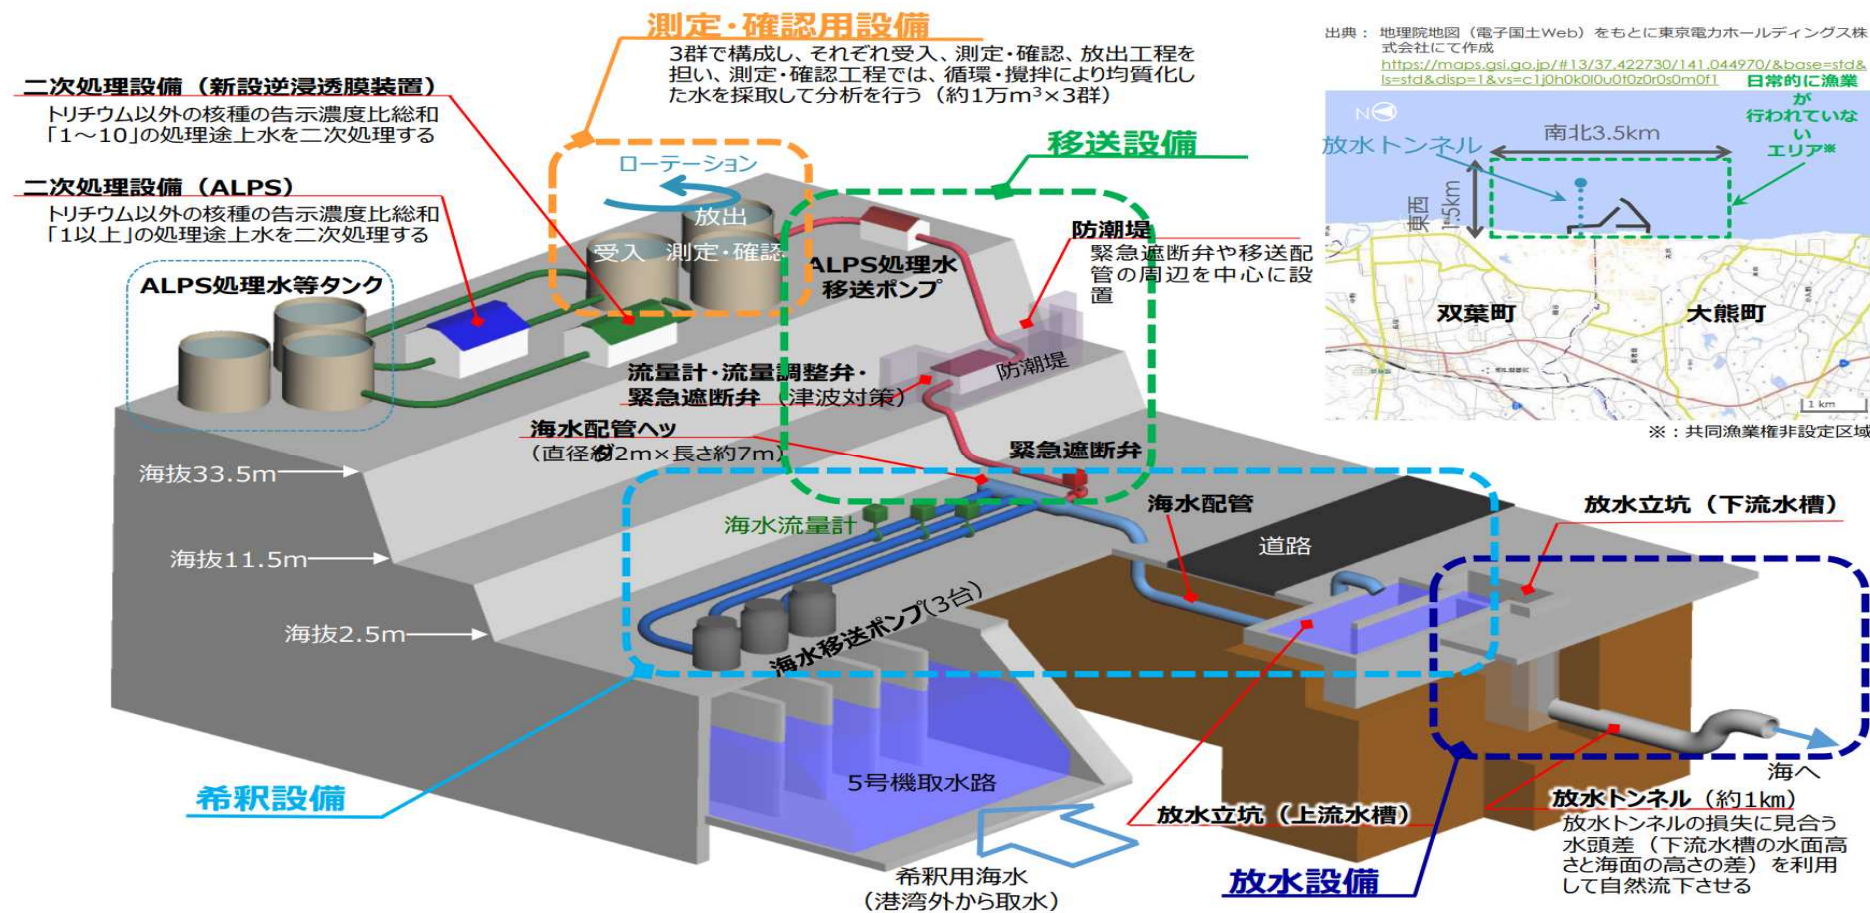 測定・確認用設備
3群で構成し、それぞれ受入、測定・確認、放出工程を
担い、測定・確認工程では、循環・攪拌により均質化し
た水を採取して分析を行う（約1万m³×3群）
二次処理設備（新設逆浸透膜装置）
トリチウム以外の核種の告示濃度比総和
「1～10」の処理途上水を二次処理する
二次処理設備（ALPS）
トリチウム以外の核種の告示濃度比総和
「1以上」の処理途上水を二次処理する
ALPS処理水等タンク
ローテーション
放出
受入
測定・確認
移送設備
ALPS処理水
移送ポンプ
防潮堤
緊急遮断弁や移送配
管の周辺を中心に設
置
防潮堤
流量計・流量調整弁・
緊急遮断弁（津波対策）
海水配管ヘッ
ダ
（直径約2m×長さ約7m）
緊急遮断弁
海水流量計
海水配管
道路
放水立坑（下流水槽）
海抜33.5m
海抜11.5m
海抜2.5m
海水移送ポンプ(3台)
5号機取水路
希釈設備
希釈用海水
（港湾外から取水）
放水立坑（上流水槽）
放水設備
海へ
放水トンネル（約1km）
放水トンネルの損失に見合う
水頭差（下流水槽の水面高
さと海面の高さの差）を利用
して自然流下させる
出典： 地理院地図（電子国土Web）をもとに東京電力ホールディングス株
式会社にて作成
https://maps.gsi.go.jp/#13/37.422730/141.044970/&base=std&
ls=std&disp=1&vs=c1j0h0k0l0u0t0z0r0s0m0f1
日常的に漁業
が
行われていな
い
エリア※
N
南北3.5km
放水トンネル
東西
1.5km
双葉町
大熊町
1 km
※：共同漁業権非設定区域